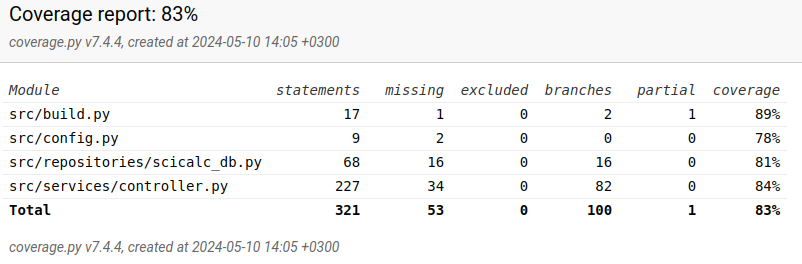 Coverage report: 83%
coverage.py v7.4.4, created at 2024-05-10 14:05 +0300
Module statements missing excluded branches partial coverage
src/build.py 17 1 0 2 1 89%
src/config.py 9 2 0 0 0 78%
src/repositories/scicalc_db.py 68 16 0 16 0 81%
src/services/controller.py 227 34 0 82 0 84%
Total 321 53 0 100 1 83%
coverage.py v7.4.4, created at 2024-05-10 14:05 +0300